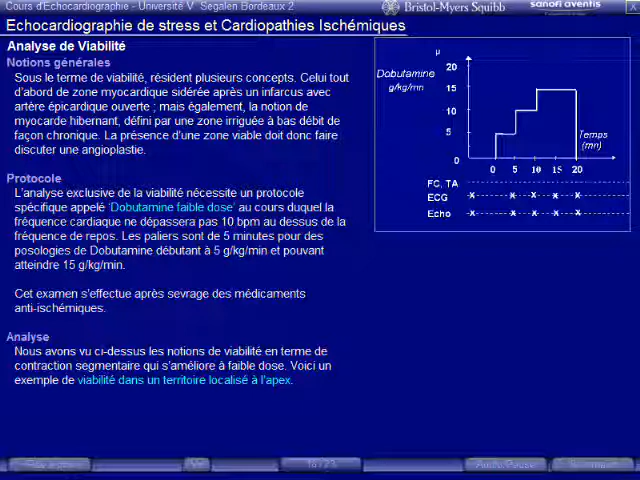 Cours d'Echocardiographie - Université V Segalen Bordeaux 2
Bristol-Myers Squibb
sanofi aventis
Echocardiographie de stress et Cardiopathies Ischémiques
Analyse de Viabilité
Notions générales
Sous le terme de viabilité, résident plusieurs concepts. Celui tout
d'abord de zone myocardique sidérée après un infarcus avec
artère épicardique ouverte ; mais également, la notion de
myocarde hibernant, défini par une zone irriguée à bas débit de
façon chronique. La présence d'une zone viable doit donc faire
discuter une angioplastie.
Protocole
L'analyse exclusive de la viabilité nécessite un protocole
spécifique appelé 'Dobutamine faible dose' au cours duquel la
fréquence cardiaque ne dépassera pas 10 bpm au dessus de la
fréquence de repos. Les paliers sont de 5 minutes pour des
posologies de Dobutamine débutant à 5 g/kg/min et pouvant
atteindre 15 g/kg/min.
Cet examen s'effectue après sevrage des médicaments
anti-ischémiques.
Analyse
Nous avons vu ci-dessus les notions de viabilité en terme de
contraction segmentaire qui s'améliore à faible dose. Voici un
exemple de viabilité dans un territoire localisé à l'apex.
µ
Dobutamine
g/kg/mn
20
15
10
5
0
Temps
(mn)
0 5 10 15 20
FC, TA
ECG x x x x x
Echo x x x x x